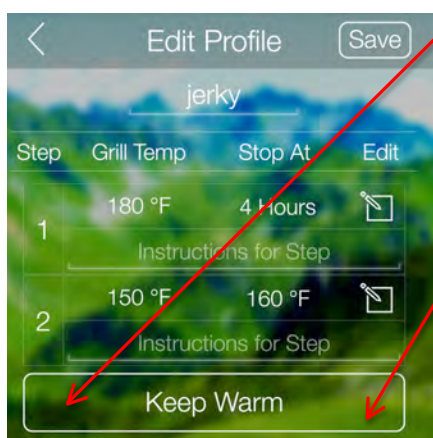 Edit Profile Save
jerky
Step Grill Temp Stop At Edit
1 180 °F 4 Hours
Instructions for Step
2 150 °F 160 °F
Instructions for Step
Keep Warm